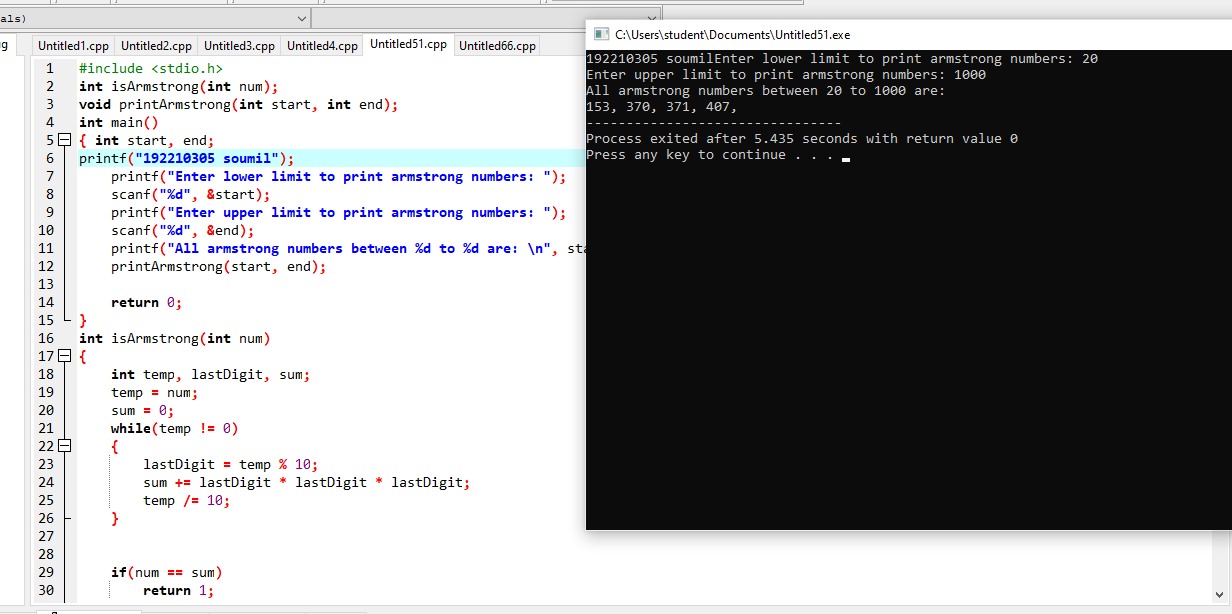 als)
g
Untitled1.cpp Untitled2.cpp Untitled3.cpp Untitled4.cpp Untitled51.cpp Untitled66.cpp
1 #include <stdio.h>
2 int isArmstrong(int num);
3 void printArmstrong(int start, int end);
4 int main()
5 { int start, end;
6 printf("192210305 soumil");
7 printf("Enter lower limit to print armstrong numbers: ");
8 scanf("%d", &start);
9 printf("Enter upper limit to print armstrong numbers: ");
10 scanf("%d", &end);
11 printf("All armstrong numbers between %d to %d are: \n", sta
12 printArmstrong(start, end);
13
14 return 0;
15 }
16 int isArmstrong(int num)
17 {
18 int temp, lastDigit, sum;
19 temp = num;
20 sum = 0;
21 while(temp != 0)
22 {
23 lastDigit = temp % 10;
24 sum += lastDigit * lastDigit * lastDigit;
25 temp /= 10;
26 }
27
28
29 if(num == sum)
30 return 1;
C:\Users\student\Documents\Untitled51.exe
192210305 soumilEnter lower limit to print armstrong numbers: 20
Enter upper limit to print armstrong numbers: 1000
All armstrong numbers between 20 to 1000 are:
153, 370, 371, 407,
--------------------------------
Process exited after 5.435 seconds with return value 0
Press any key to continue . . .